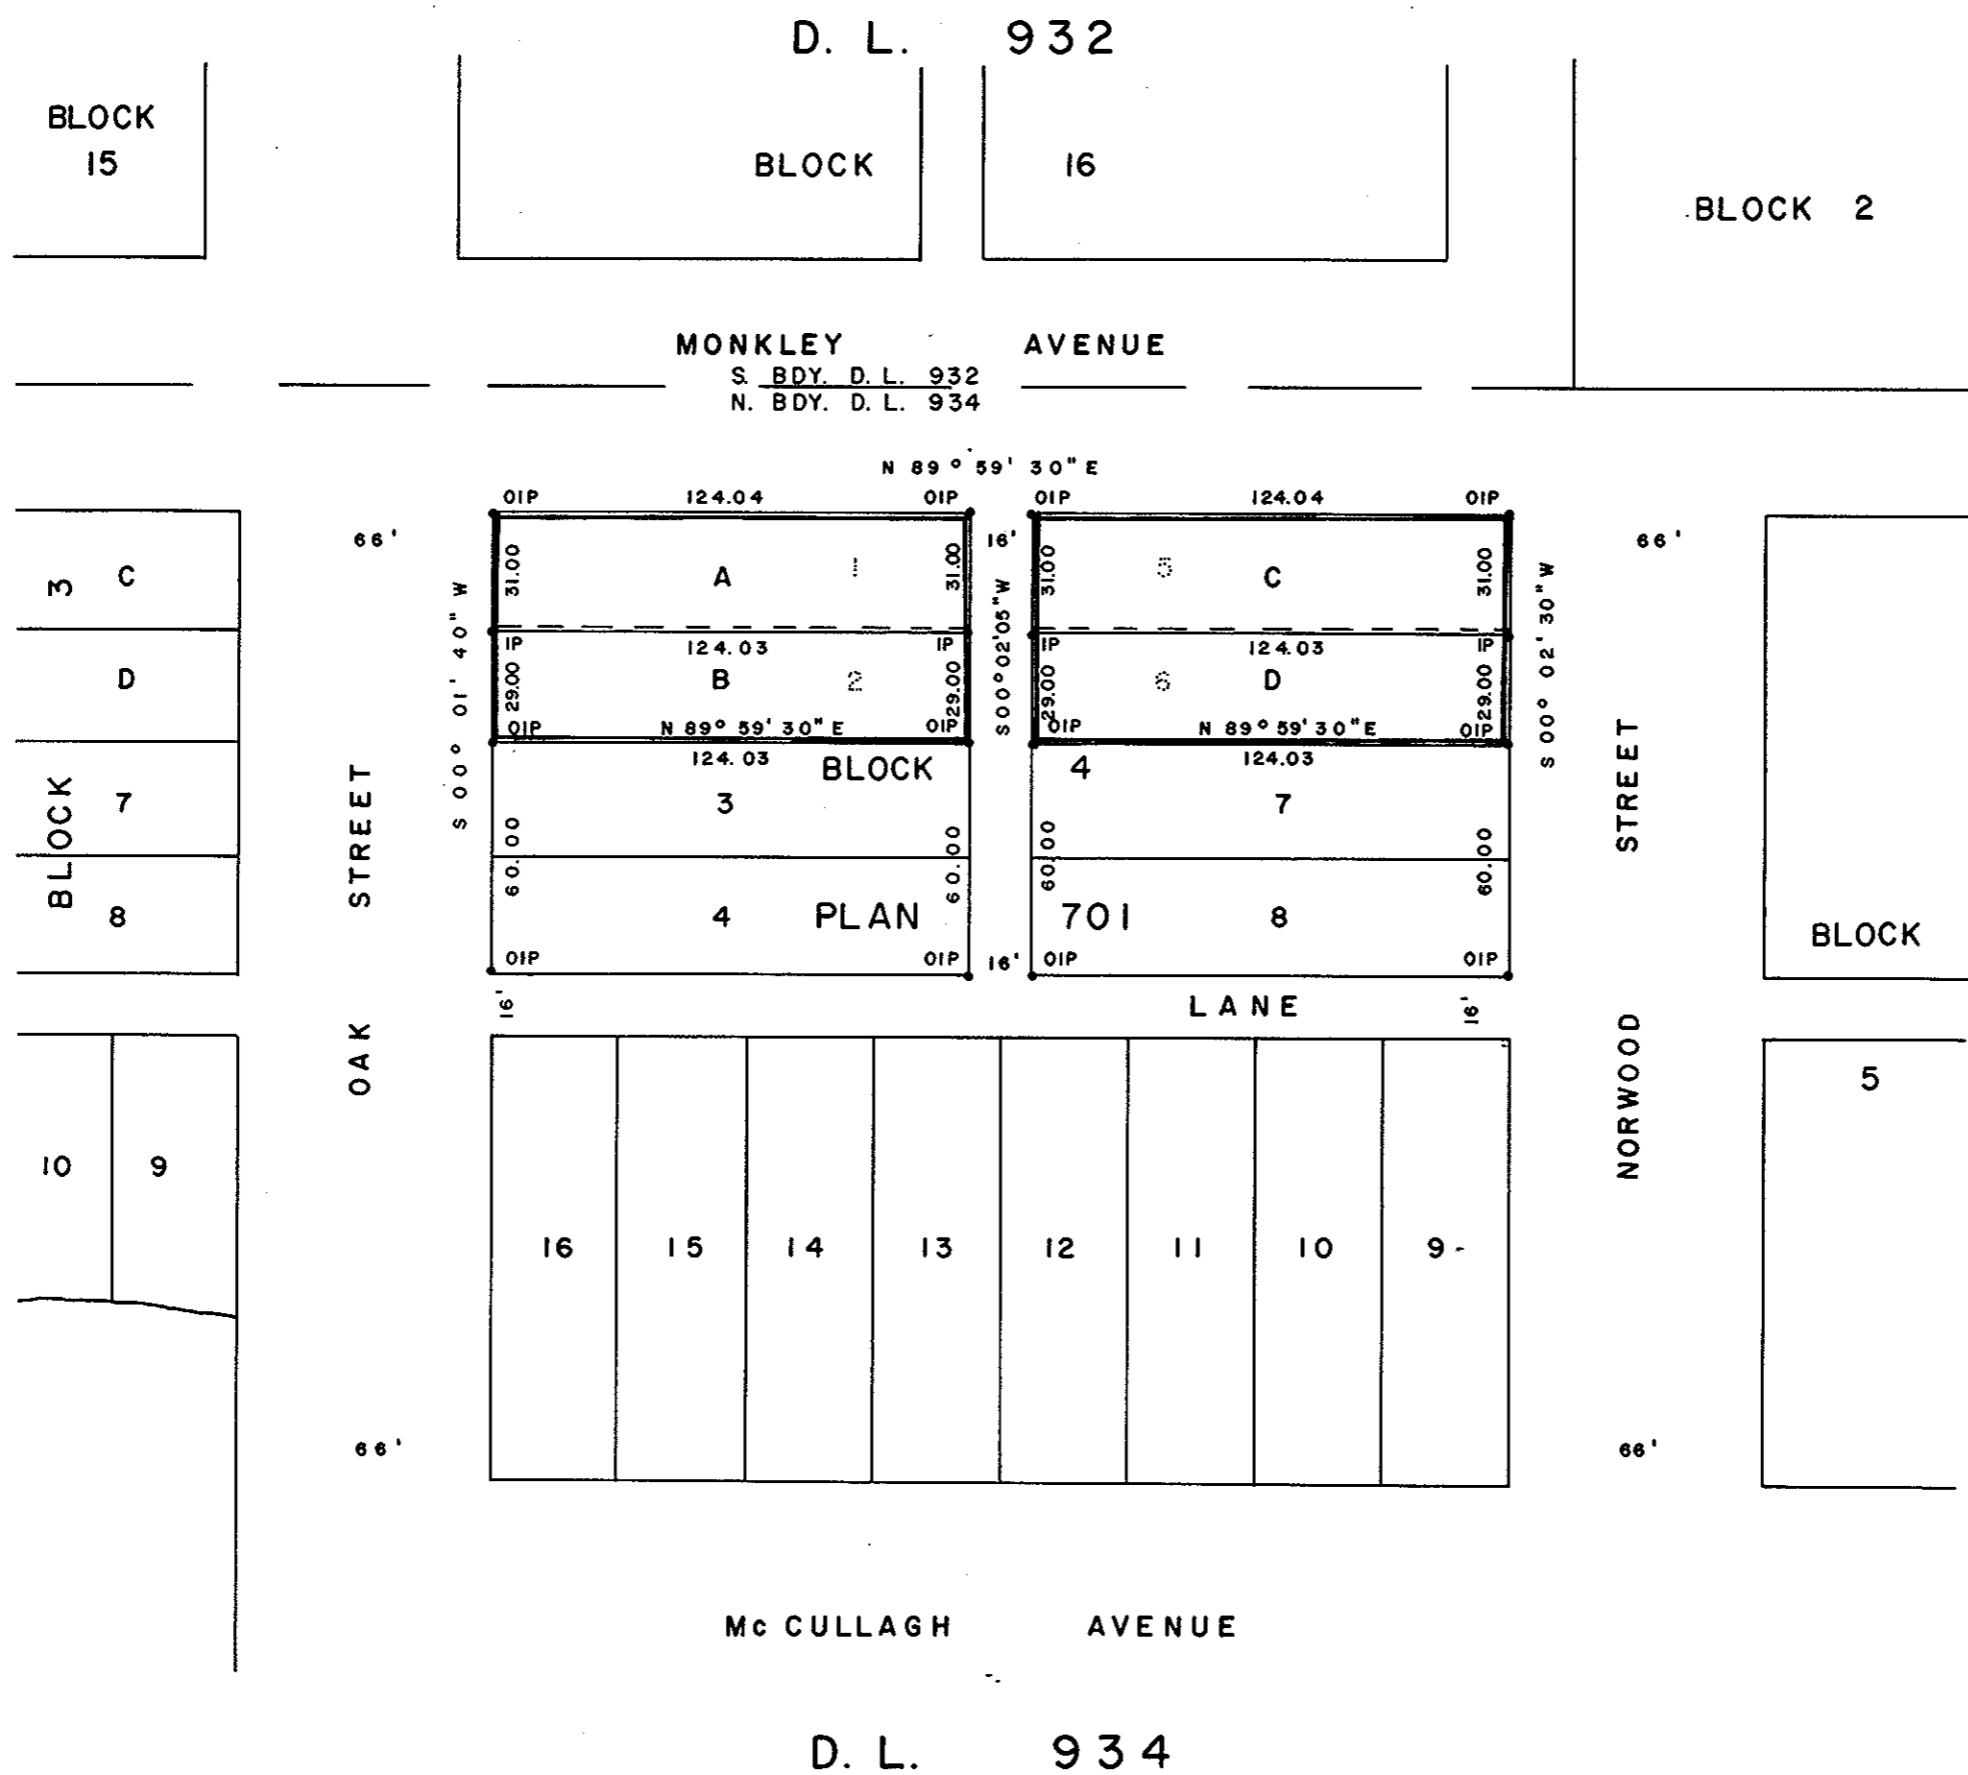 D. L. 932
BLOCK
15
BLOCK 16
BLOCK 2
MONKLEY AVENUE
S. BDY. D. L. 932
N. BDY. D. L. 934
N 89° 59' 30" E
OIP 124.04 OIP
OIP 124.04 OIP
66'
16'
66'
31.00
A
1
31.00
31.00
5
C
31.00
S 00° 01' 40" W
S 00° 02' 05" W
S 00° 02' 30" W
IP 124.03 IP
IP 124.03 IP
29.00
B
2
29.00
29.00
6
D
29.00
OIP N 89° 59' 30" E OIP
OIP N 89° 59' 30" E OIP
124.03
124.03
BLOCK 4
3
7
60.00
60.00
60.00
60.00
4
PLAN 701
8
OIP
OIP
16'
OIP
OIP
BLOCK 3
C
D
7
8
OAK STREET
NORWOOD STREET
BLOCK
5
16'
LANE
16'
10
9
16
15
14
13
12
11
10
9
66'
66'
Mc CULLAGH AVENUE
D. L. 934